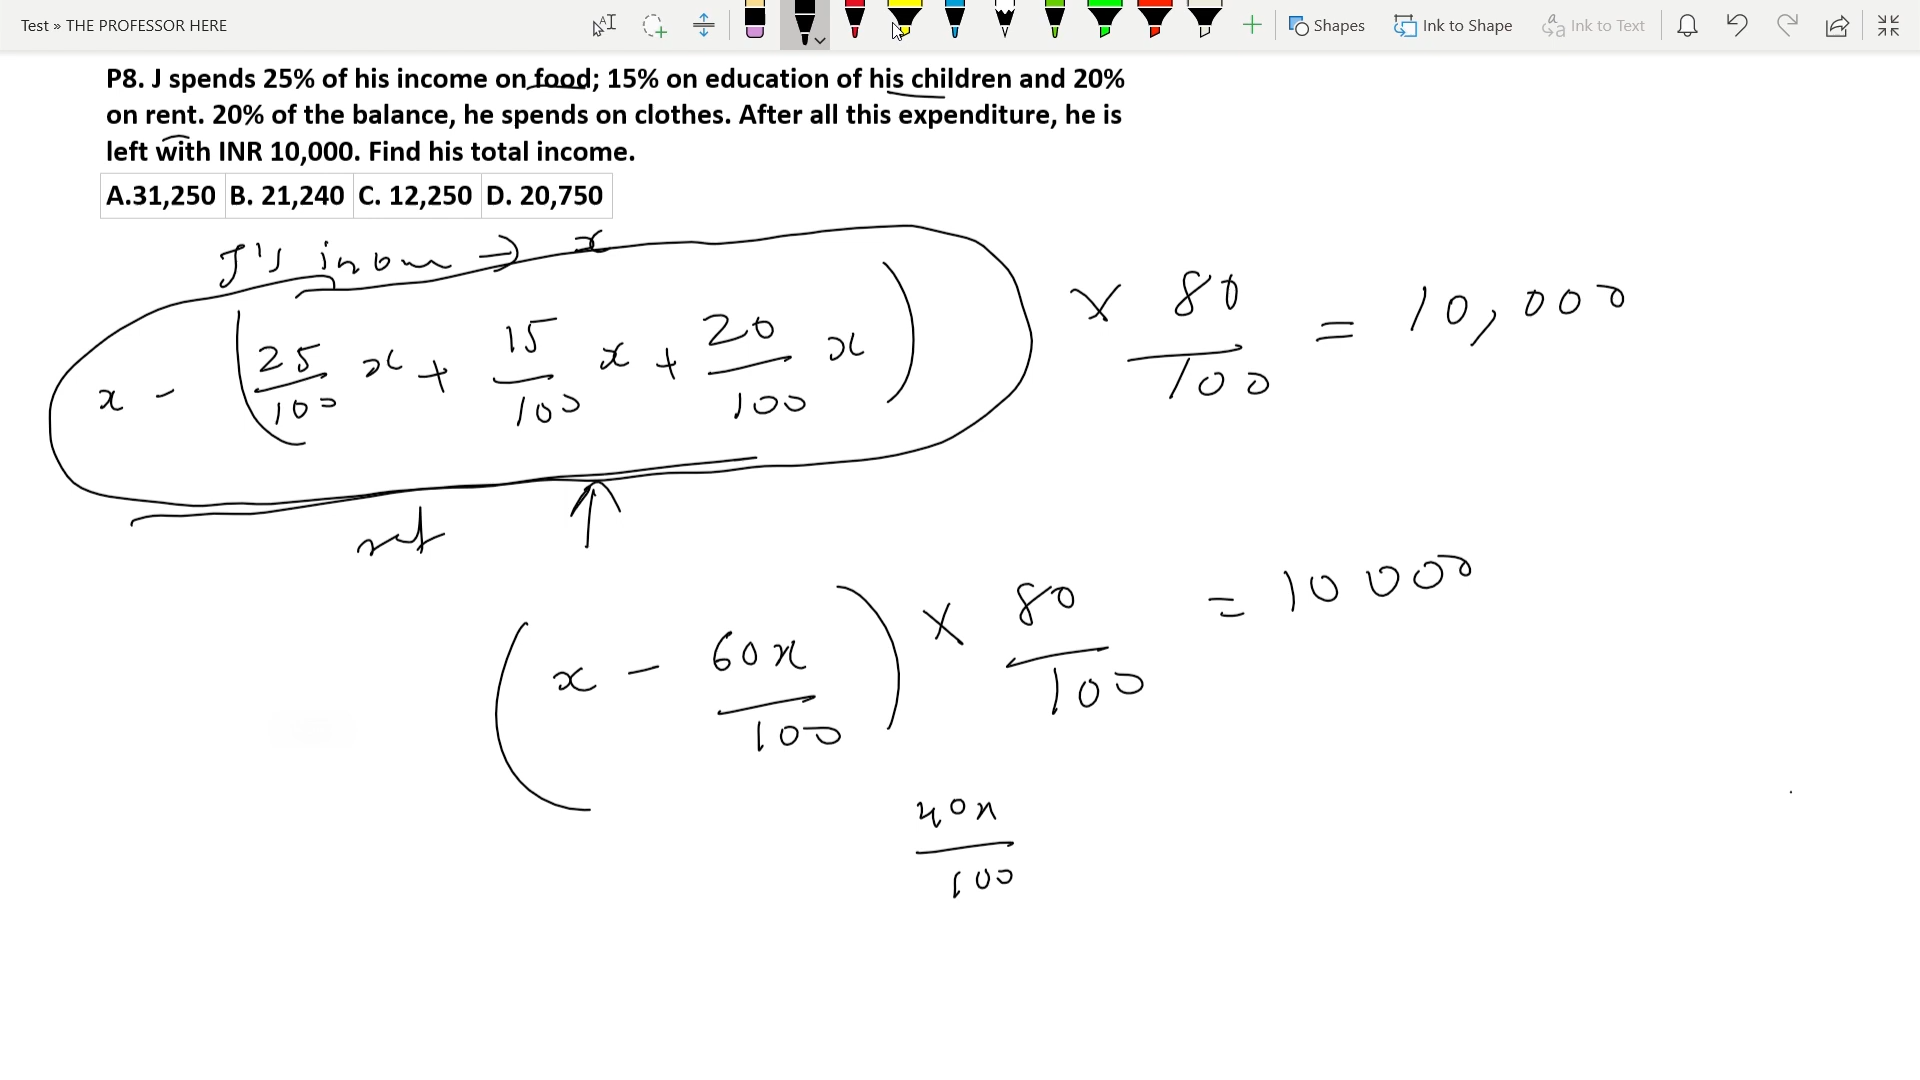 Test » THE PROFESSOR HERE
Shapes
Ink to Shape
Ink to Text
P8. J spends 25% of his income on food; 15% on education of his children and 20%
on rent. 20% of the balance, he spends on clothes. After all this expenditure, he is
left with INR 10,000. Find his total income.
A.31,250 B. 21,240 C. 12,250 D. 20,750
J's → x
x - (25/100 x + 15/100 x + 20/100 x) × 80/100 = 10,000
(x - 60x/100) × 80/100 = 10000
40x/100